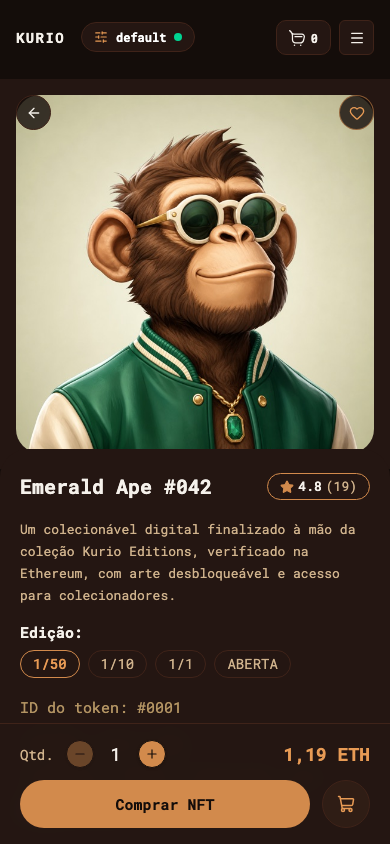 KURIO
default
0
Emerald Ape #042
4.8 (19)
Um colecionável digital finalizado à mão da
coleção Kurio Editions, verificado na
Ethereum, com arte desbloqueável e acesso
para colecionadores.
Edição:
1/50 1/10 1/1 ABERTA
ID do token: #0001
Qtd. − 1 + 1,19 ETH
Comprar NFT